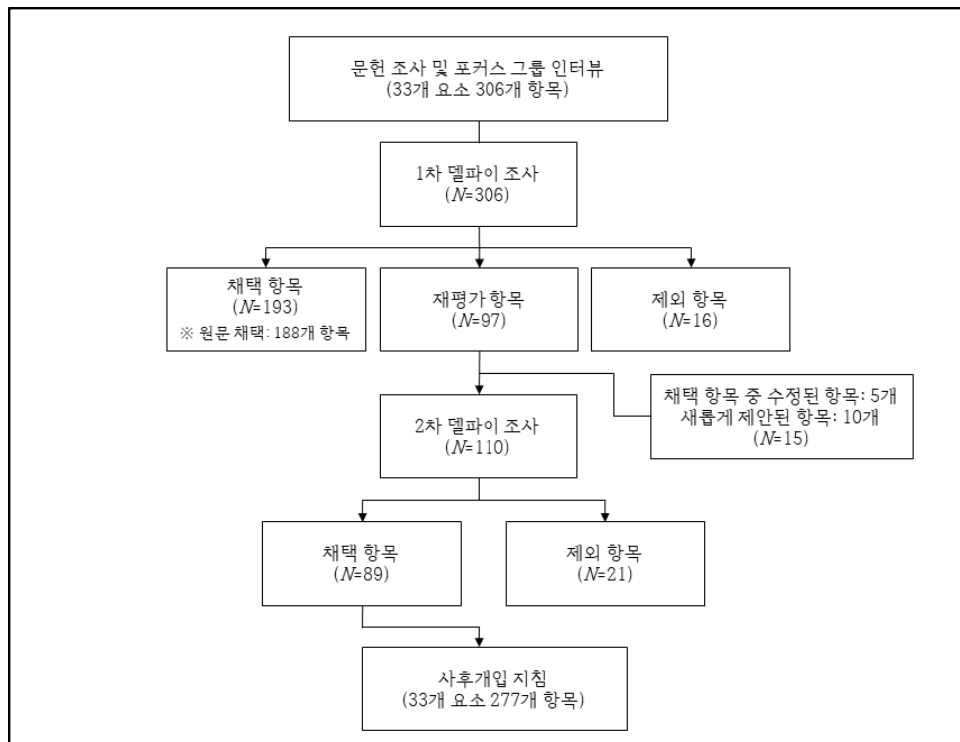 문헌 조사 및 포커스 그룹 인터뷰
(33개 요소 306개 항목)
1차 델파이 조사
(N=306)
채택 항목
(N=193)
※ 원문 채택: 188개 항목
재평가 항목
(N=97)
제외 항목
(N=16)
채택 항목 중 수정된 항목: 5개
새롭게 제안된 항목: 10개
(N=15)
2차 델파이 조사
(N=110)
채택 항목
(N=89)
제외 항목
(N=21)
사후개입 지침
(33개 요소 277개 항목)